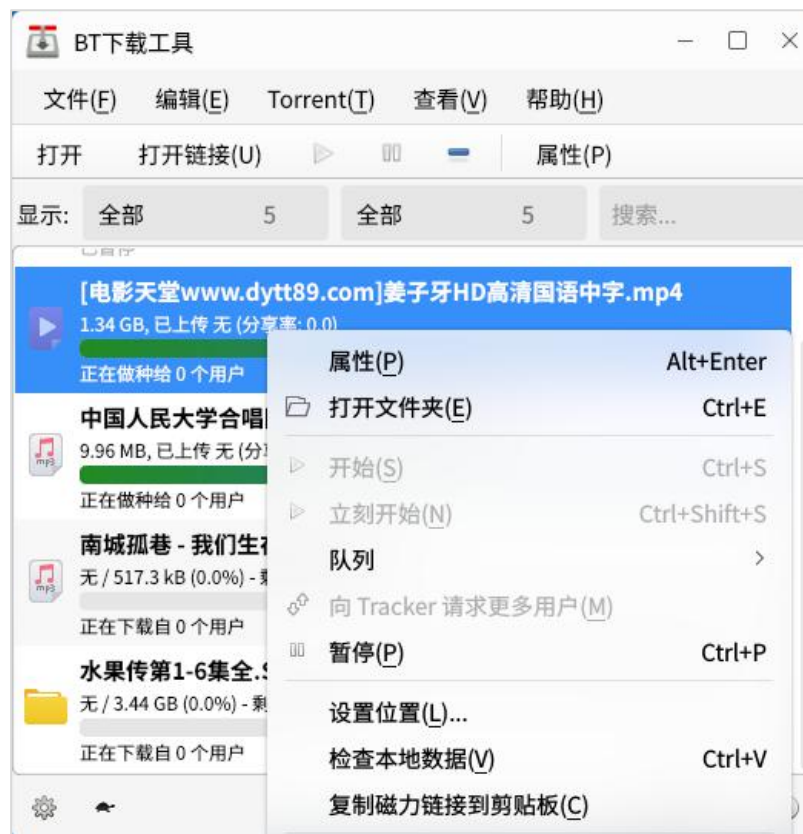 BT下载工具
文件(F) 编辑(E) Torrent(T) 查看(V) 帮助(H)
打开 打开链接(U) 属性(P)
显示: 全部 5 全部 5 搜索...
已暂停
[电影天堂www.dytt89.com]姜子牙HD高清国语中字.mp4
1.34 GB, 已上传 无 (分享率: 0.0)
正在做种给 0 个用户
中国人民大学合唱
9.96 MB, 已上传 无 (分
正在做种给 0 个用户
南城孤巷 - 我们生
无 / 517.3 kB (0.0%) -
mp3
mp3
正在下载自 0 个用户
水果传第1-6集全.
无 / 3.44 GB (0.0%) - 剩
正在下载自 0 个用户
属性(P) Alt+Enter
打开文件夹(E) Ctrl+E
开始(S) Ctrl+S
立刻开始(N) Ctrl+Shift+S
队列
向 Tracker 请求更多用户(M)
暂停(P) Ctrl+P
设置位置(L)...
检查本地数据(V) Ctrl+V
复制磁力链接到剪贴板(C)